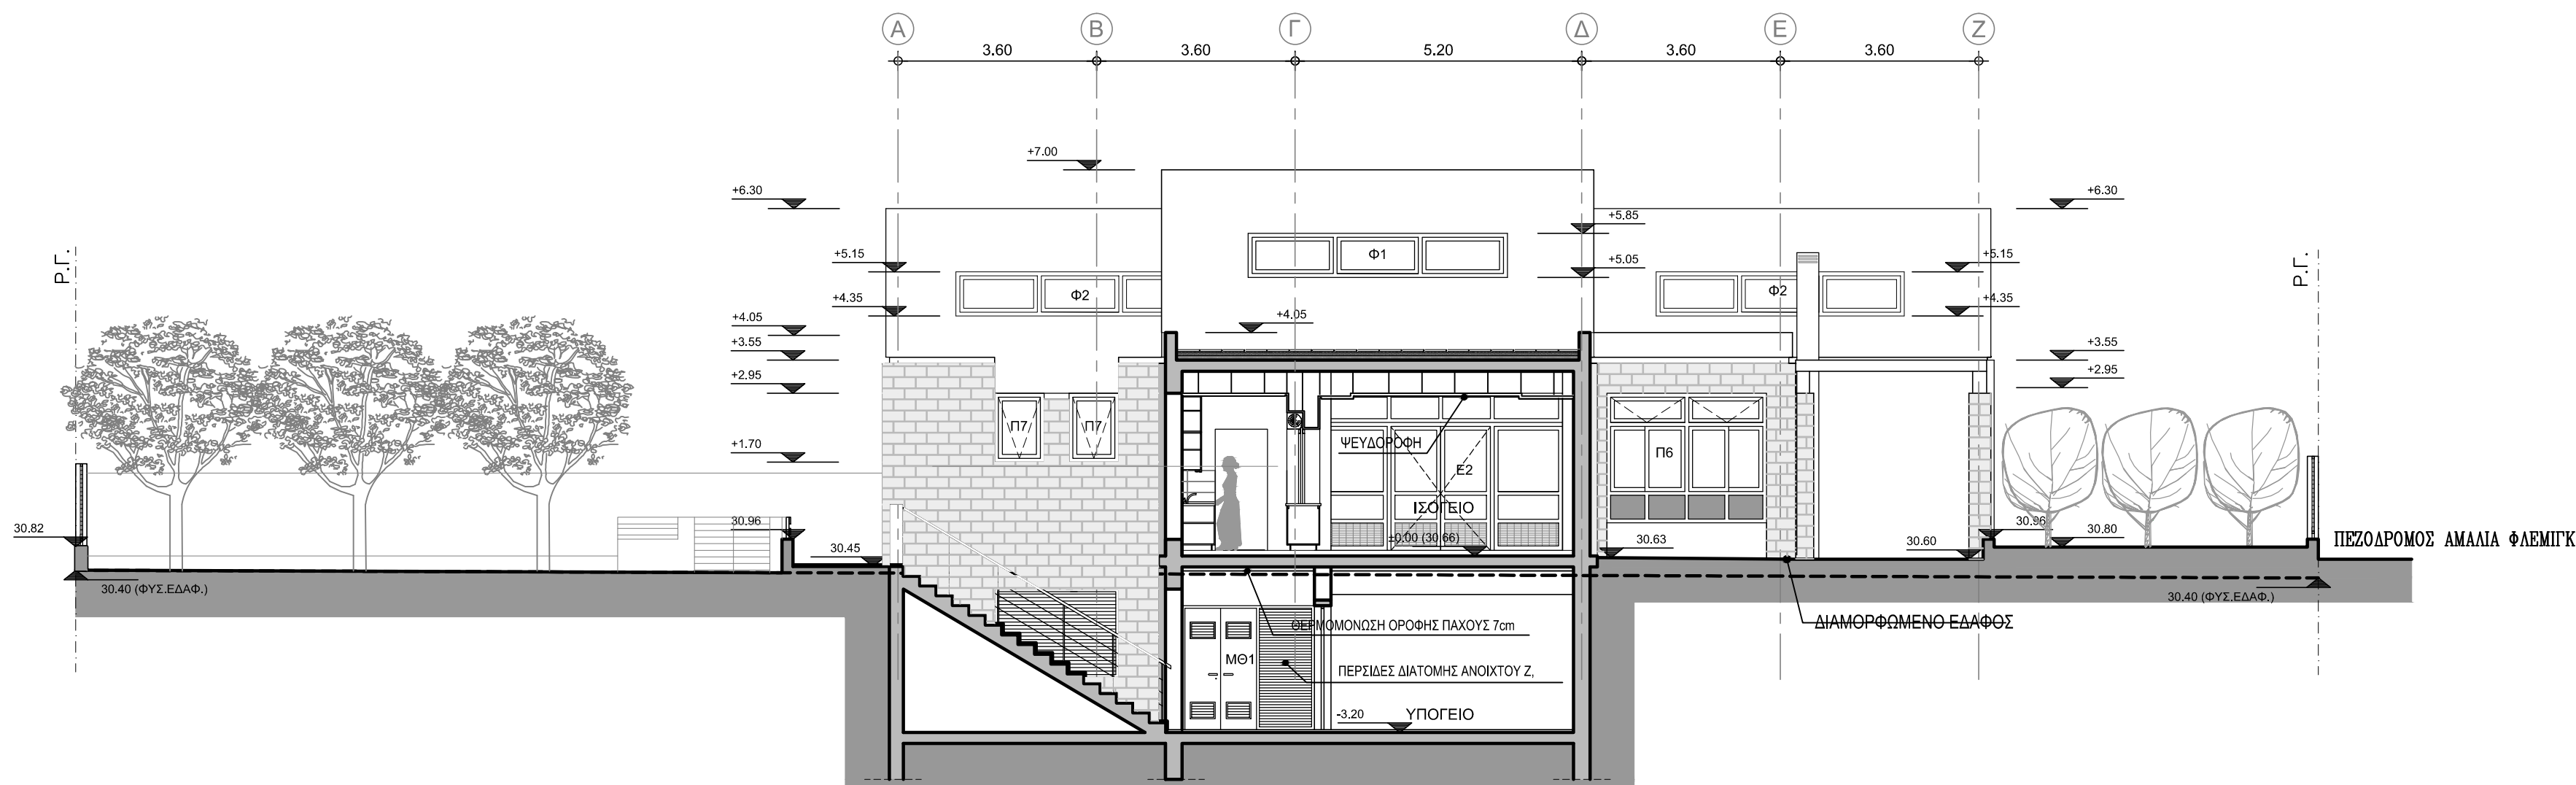 Α Β Γ Δ Ε Ζ
3.60 3.60 5.20 3.60 3.60
+7.00
+6.30 +6.30
+5.85
Ρ.Γ. Φ1 Ρ.Γ.
+5.15 +5.05 +5.15
Φ2 Φ2
+4.35 +4.35
+4.05 +4.05
+3.55 +3.55
+2.95 +2.95
Π7 Π7
+1.70 ΨΕΥΔΟΡΟΦΗ Π6
Ε2
ΙΣΟΓΕΙΟ
30.82 30.96 30.96 30.80
±0.00 (30.66) 30.63 ΠΕΖΟΔΡΟΜΟΣ ΑΜΑΛΙΑ ΦΛΕΜΙΓΚ
30.45 30.60
30.40 (ΦΥΣ.ΕΔΑΦ.) 30.40 (ΦΥΣ.ΕΔΑΦ.)
ΘΕΡΜΟΜΟΝΩΣΗ ΟΡΟΦΗΣ ΠΑΧΟΥΣ 7cm ΔΙΑΜΟΡΦΩΜΕΝΟ ΕΔΑΦΟΣ
ΜΘ1
ΠΕΡΣΙΔΕΣ ΔΙΑΤΟΜΗΣ ΑΝΟΙΧΤΟΥ Ζ,
-3.20 ΥΠΟΓΕΙΟ